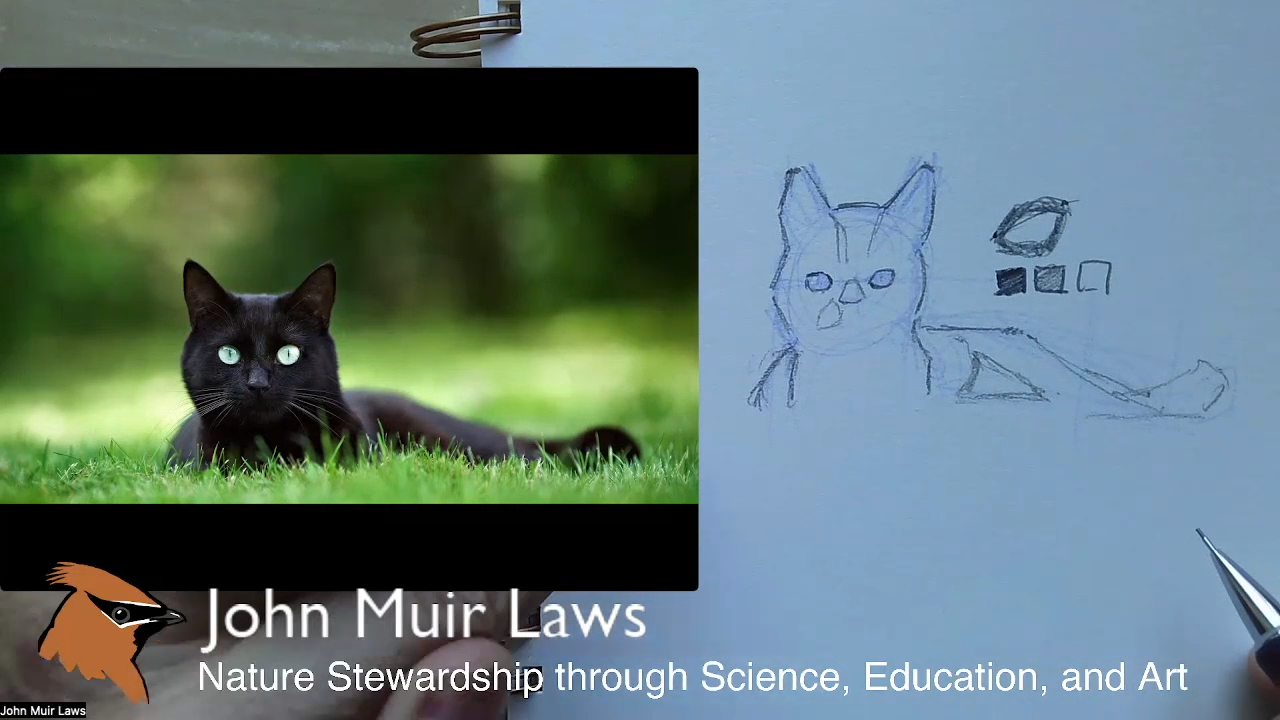 John Muir Laws
Nature Stewardship through Science, Education, and Art
John Muir Laws